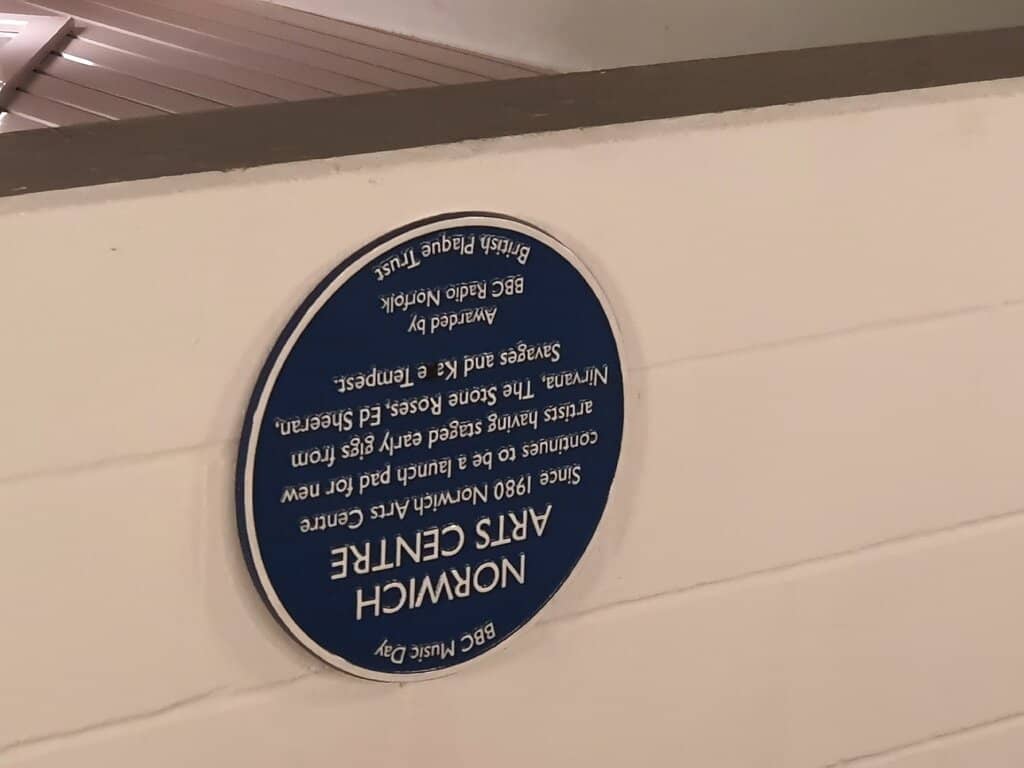 BBC Music Day
NORWICH
ARTS CENTRE
Since 1980 Norwich Arts Centre
continues to be a launch pad for new
artists having staged early gigs from
Nirvana, The Stone Roses, Ed Sheeran,
Savages and Ka e Tempest.
Awarded by
BBC Radio Norfolk
British Plaque Trust